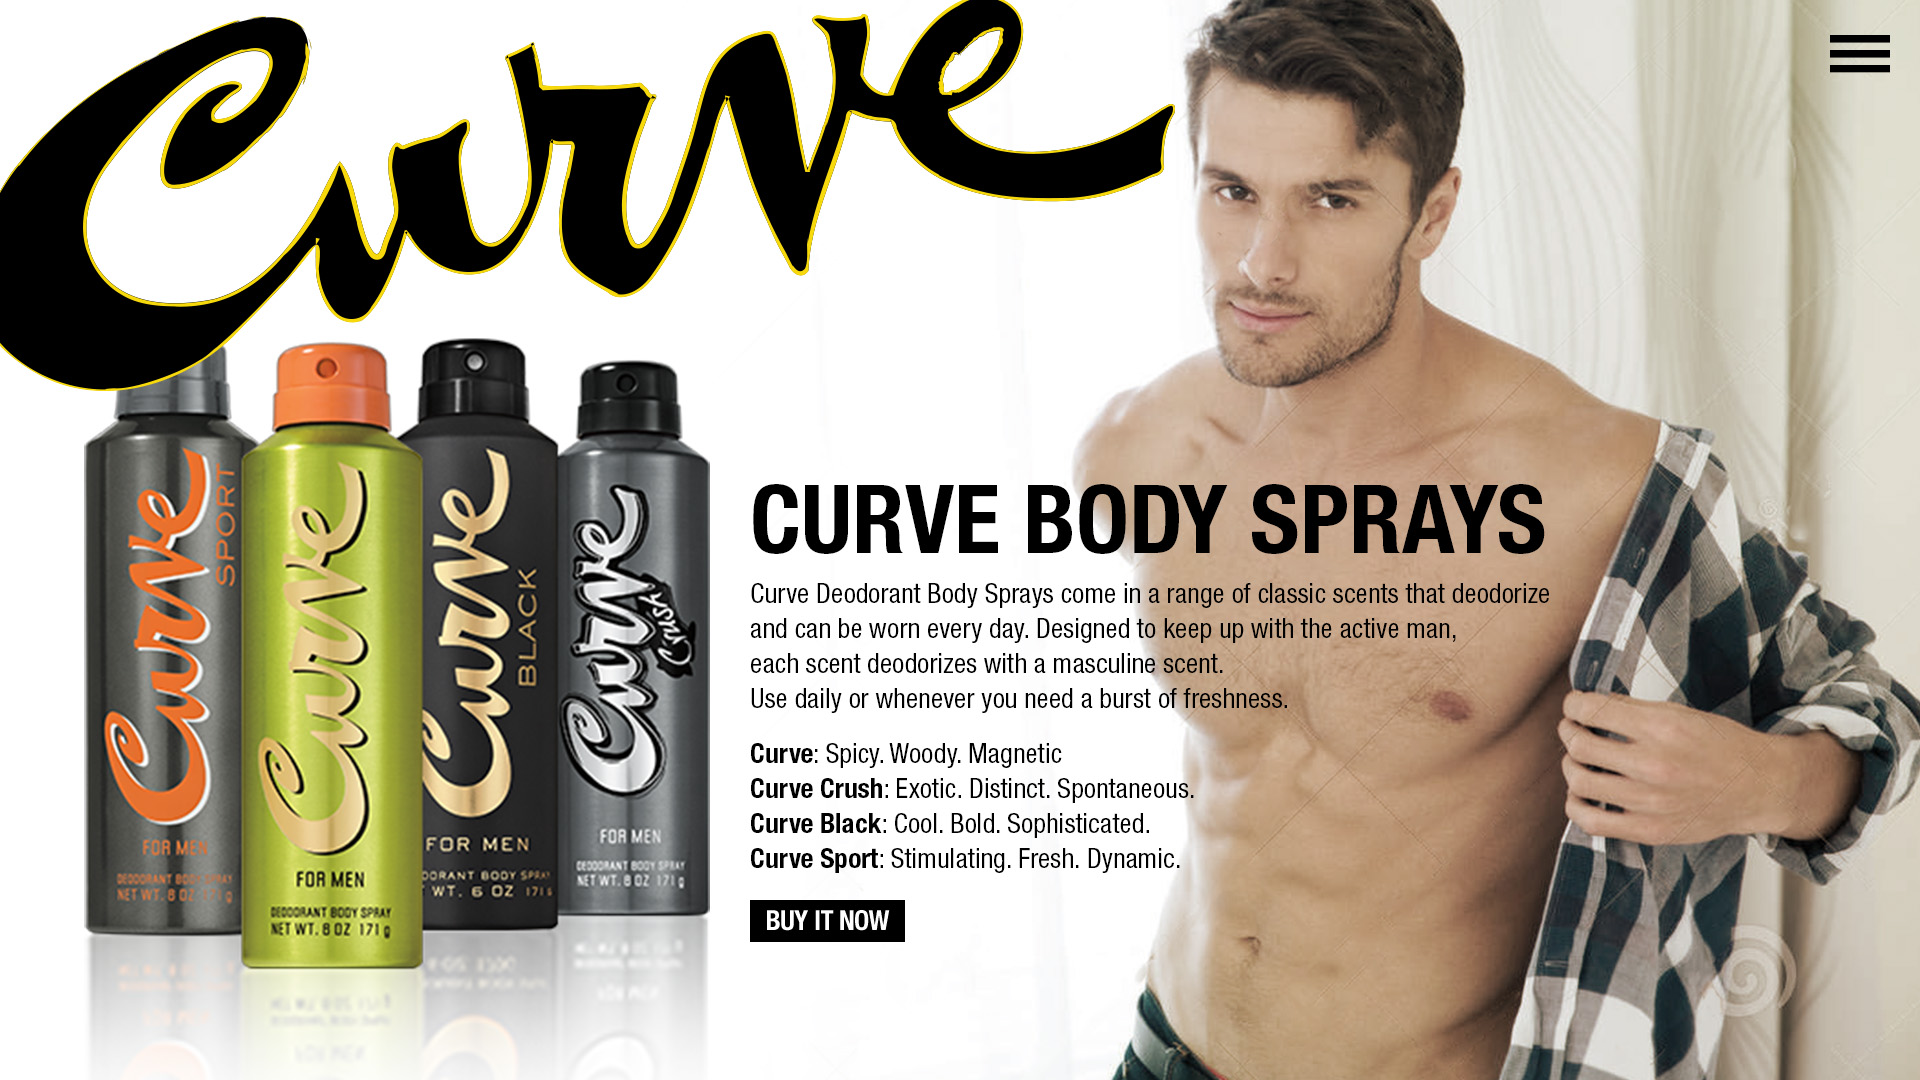 Curve
CURVE BODY SPRAYS
Curve Deodorant Body Sprays come in a range of classic scents that deodorize
and can be worn every day. Designed to keep up with the active man,
each scent deodorizes with a masculine scent.
Use daily or whenever you need a burst of freshness.
Curve: Spicy. Woody. Magnetic
Curve Crush: Exotic. Distinct. Spontaneous.
Curve Black: Cool. Bold. Sophisticated.
Curve Sport: Stimulating. Fresh. Dynamic.
BUY IT NOW
Curve
SPORT
FOR MEN
DEODORANT BODY SPRAY
NET WT. 6 OZ 171 g
Curve
FOR MEN
DEODORANT BODY SPRAY
NET WT. 6 OZ 171 g
Curve
BLACK
FOR MEN
DORANT BODY SPRAY
WT. 6 OZ 171 g
Curve
Crush
FOR MEN
DEODORANT BODY SPRAY
NET WT. 6 OZ 171 g